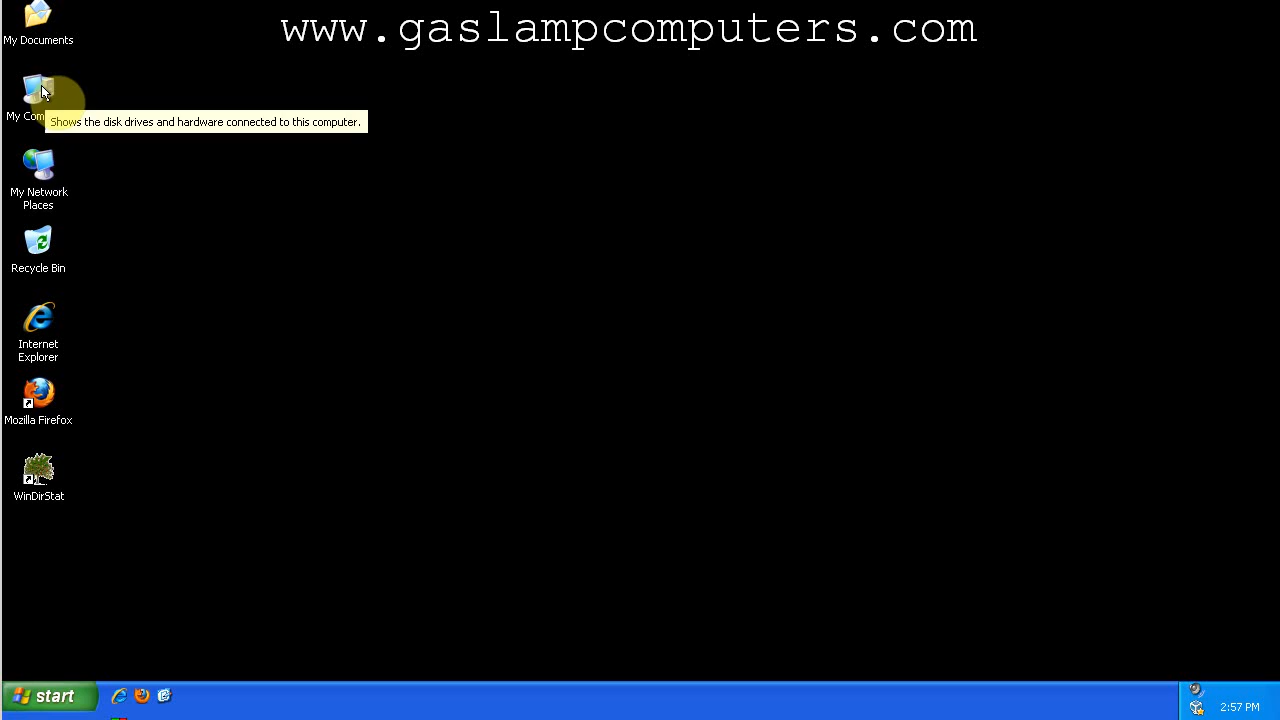 www.gaslampcomputers.com
My Documents
My Com
Shows the disk drives and hardware connected to this computer.
My Network
Places
Recycle Bin
Internet
Explorer
Mozilla Firefox
WinDirStat
start
2:57 PM